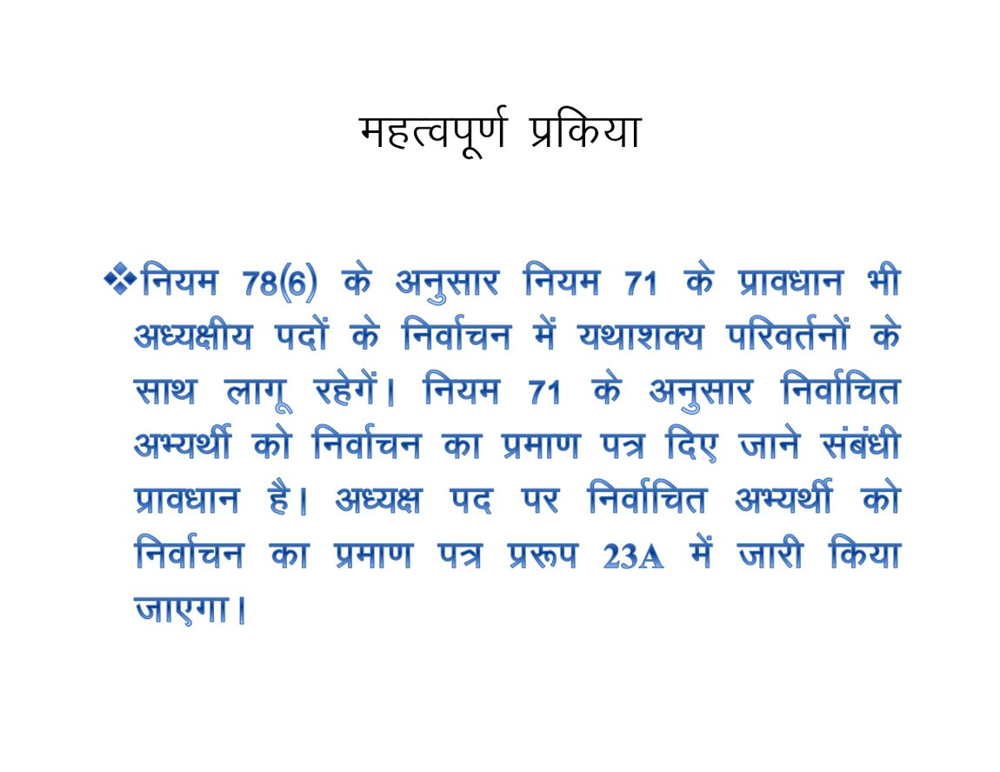 महत्वपूर्ण प्रकिया
❖नियम 78(6) के अनुसार नियम 71 के प्रावधान भी
अध्यक्षीय पदों के निर्वाचन में यथाशक्य परिवर्तनों के
साथ लागू रहेगें। नियम 71 के अनुसार निर्वाचित
अभ्यर्थी को निर्वाचन का प्रमाण पत्र दिए जाने संबंधी
प्रावधान है। अध्यक्ष पद पर निर्वाचित अभ्यर्थी को
निर्वाचन का प्रमाण पत्र प्ररूप 23A में जारी किया
जाएगा।